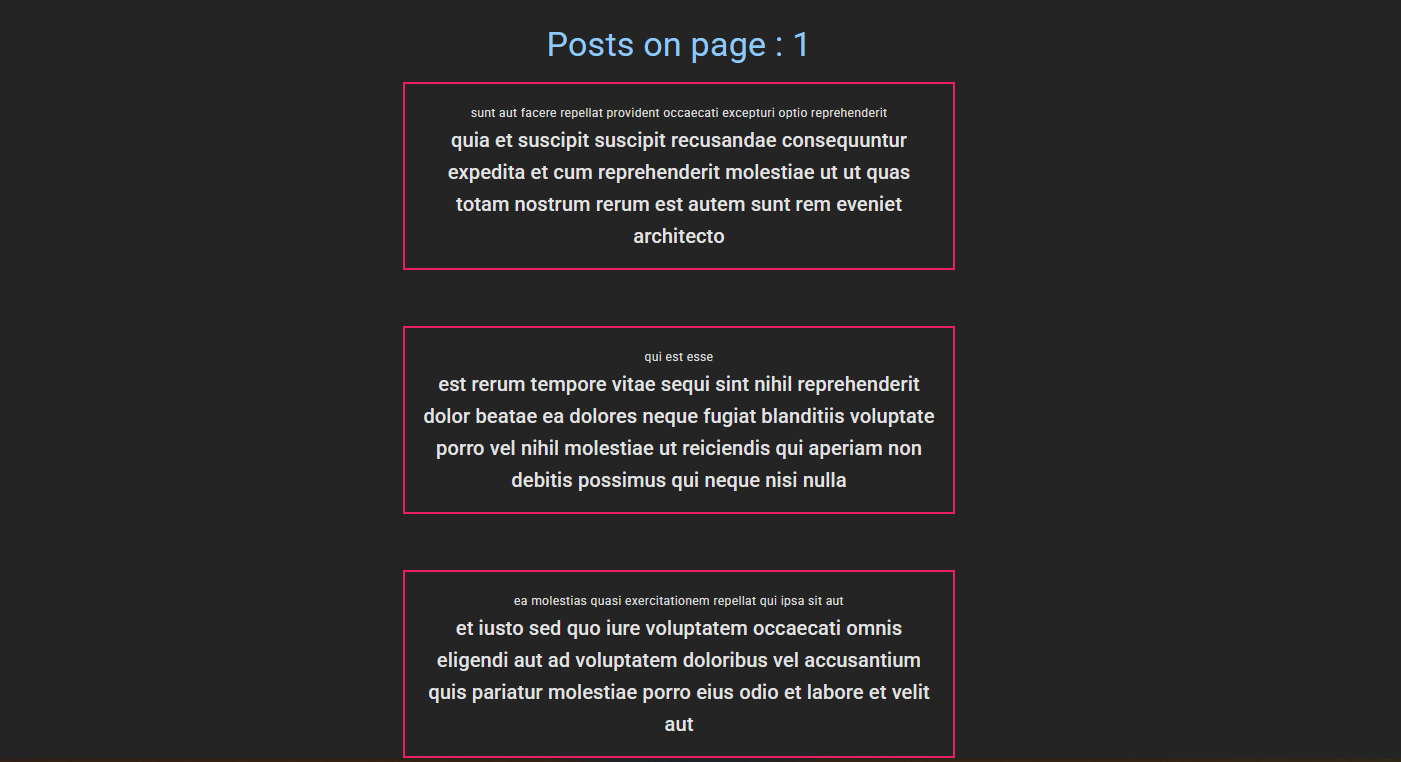 Posts on page : 1
sunt aut facere repellat provident occaecati excepturi optio reprehenderit
quia et suscipit suscipit recusandae consequuntur
expedita et cum reprehenderit molestiae ut ut quas
totam nostrum rerum est autem sunt rem eveniet
architecto
qui est esse
est rerum tempore vitae sequi sint nihil reprehenderit
dolor beatae ea dolores neque fugiat blanditiis voluptate
porro vel nihil molestiae ut reiciendis qui aperiam non
debitis possimus qui neque nisi nulla
ea molestias quasi exercitationem repellat qui ipsa sit aut
et iusto sed quo iure voluptatem occaecati omnis
eligendi aut ad voluptatem doloribus vel accusantium
quis pariatur molestiae porro eius odio et labore et velit
aut